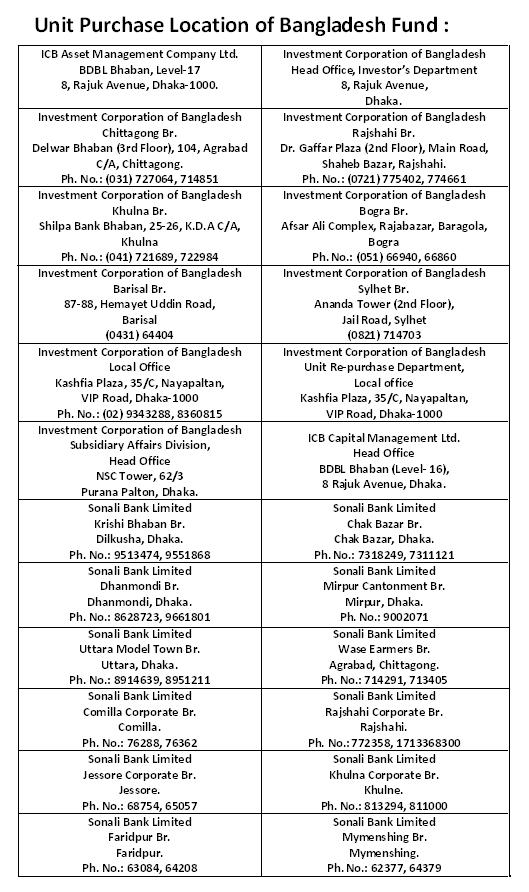 Unit Purchase Location of Bangladesh Fund :
ICB Asset Management Company Ltd.
BDBL Bhaban, Level-17
8, Rajuk Avenue, Dhaka-1000.
Investment Corporation of Bangladesh
Head Office, Investor's Department
8, Rajuk Avenue,
Dhaka.
Investment Corporation of Bangladesh
Chittagong Br.
Delwar Bhaban (3rd Floor), 104, Agrabad
C/A, Chittagong.
Ph. No.: (031) 727064, 714851
Investment Corporation of Bangladesh
Rajshahi Br.
Dr. Gaffar Plaza (2nd Floor), Main Road,
Shaheb Bazar, Rajshahi.
Ph. No.: (0721) 775402, 774661
Investment Corporation of Bangladesh
Khulna Br.
Shilpa Bank Bhaban, 25-26, K.D.A C/A,
Khulna
Ph. No.: (041) 721689, 722984
Investment Corporation of Bangladesh
Bogra Br.
Afsar Ali Complex, Rajabazar, Baragola,
Bogra
Ph. No.: (051) 66940, 66860
Investment Corporation of Bangladesh
Barisal Br.
87-88, Hemayet Uddin Road,
Barisal
(0431) 64404
Investment Corporation of Bangladesh
Sylhet Br.
Ananda Tower (2nd Floor),
Jail Road, Sylhet
(0821) 714703
Investment Corporation of Bangladesh
Local Office
Kashfia Plaza, 35/C, Nayapaltan,
VIP Road, Dhaka-1000
Ph. No.: (02) 9343288, 8360815
Investment Corporation of Bangladesh
Unit Re-purchase Department,
Local office
Kashfia Plaza, 35/C, Nayapaltan,
VIP Road, Dhaka-1000
Investment Corporation of Bangladesh
Subsidiary Affairs Division,
Head Office
NSC Tower, 62/3
Purana Palton, Dhaka.
ICB Capital Management Ltd.
Head Office
BDBL Bhaban (Level- 16),
8 Rajuk Avenue, Dhaka.
Sonali Bank Limited
Krishi Bhaban Br.
Dilkusha, Dhaka.
Ph. No.: 9513474, 9551868
Sonali Bank Limited
Chak Bazar Br.
Chak Bazar, Dhaka.
Ph. No.: 7318249, 7311121
Sonali Bank Limited
Dhanmondi Br.
Dhanmondi, Dhaka.
Ph. No.: 8628723, 9661801
Sonali Bank Limited
Mirpur Cantonment Br.
Mirpur, Dhaka.
Ph. No.: 9002071
Sonali Bank Limited
Uttara Model Town Br.
Uttara, Dhaka.
Ph. No.: 8914639, 8951211
Sonali Bank Limited
Wase Earmers Br.
Agrabad, Chittagong.
Ph. No.: 714291, 713405
Sonali Bank Limited
Comilla Corporate Br.
Comilla.
Ph. No.: 76288, 76362
Sonali Bank Limited
Rajshahi Corporate Br.
Rajshahi.
Ph. No.:772358, 1713368300
Sonali Bank Limited
Jessore Corporate Br.
Jessore.
Ph. No.: 68754, 65057
Sonali Bank Limited
Khulna Corporate Br.
Khulne.
Ph. No.: 813294, 811000
Sonali Bank Limited
Faridpur Br.
Faridpur.
Ph. No.: 63084, 64208
Sonali Bank Limited
Mymenshing Br.
Mymenshing.
Ph. No.: 62377, 64379